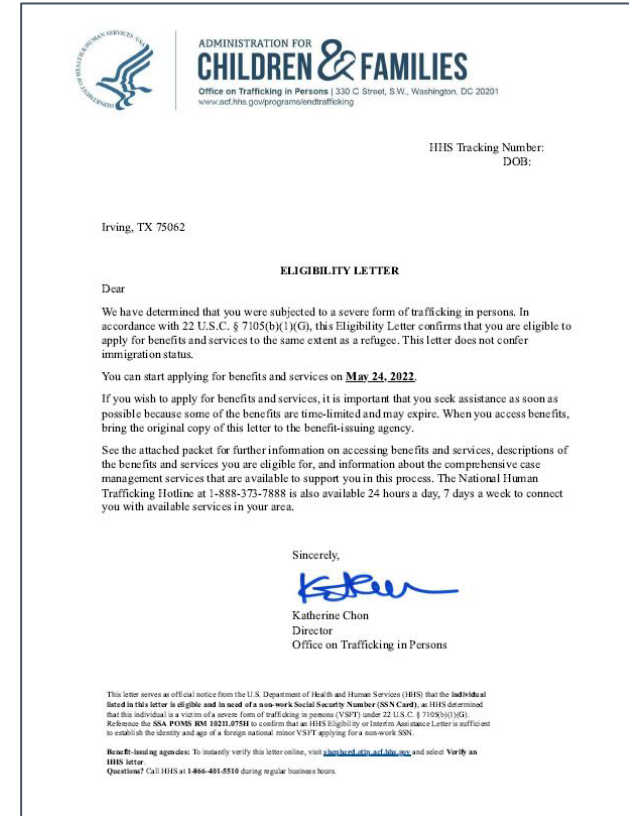 DEPARTMENT OF HEALTH & HUMAN SERVICES · USA
ADMINISTRATION FOR
CHILDREN & FAMILIES
Office on Trafficking in Persons | 330 C Street, S.W., Washington, DC 20201
www.acf.hhs.gov/programs/endtrafficking
HHS Tracking Number:
DOB:
Irving, TX 75062
ELIGIBILITY LETTER
Dear
We have determined that you were subjected to a severe form of trafficking in persons. In
accordance with 22 U.S.C. § 7105(b)(1)(G), this Eligibility Letter confirms that you are eligible to
apply for benefits and services to the same extent as a refugee. This letter does not confer
immigration status.
You can start applying for benefits and services on May 24, 2022.
If you wish to apply for benefits and services, it is important that you seek assistance as soon as
possible because some of the benefits are time-limited and may expire. When you access benefits,
bring the original copy of this letter to the benefit-issuing agency.
See the attached packet for further information on accessing benefits and services, descriptions of
the benefits and services you are eligible for, and information about the comprehensive case
management services that are available to support you in this process. The National Human
Trafficking Hotline at 1-888-373-7888 is also available 24 hours a day, 7 days a week to connect
you with available services in your area.
Sincerely,
Katherine Chon
Director
Office on Trafficking in Persons
This letter serves as official notice from the U.S. Department of Health and Human Services (HHS) that the individual
listed in this letter is eligible and in need of a non-work Social Security Number (SSN Card), as HHS determined
that this individual is a victim of a severe form of trafficking in persons (VSFT) under 22 U.S.C. § 7105(b)(1)(G).
Reference the SSA POMS RM 10211.075H to confirm that an HHS Eligibility or Interim Assistance Letter is sufficient
to establish the identity and age of a foreign national minor VSFT applying for a non-work SSN.
Benefit-issuing agencies: To instantly verify this letter online, visit shepherd.otip.acf.hhs.gov and select Verify an
HHS letter.
Questions? Call HHS at 1-866-401-5510 during regular business hours.